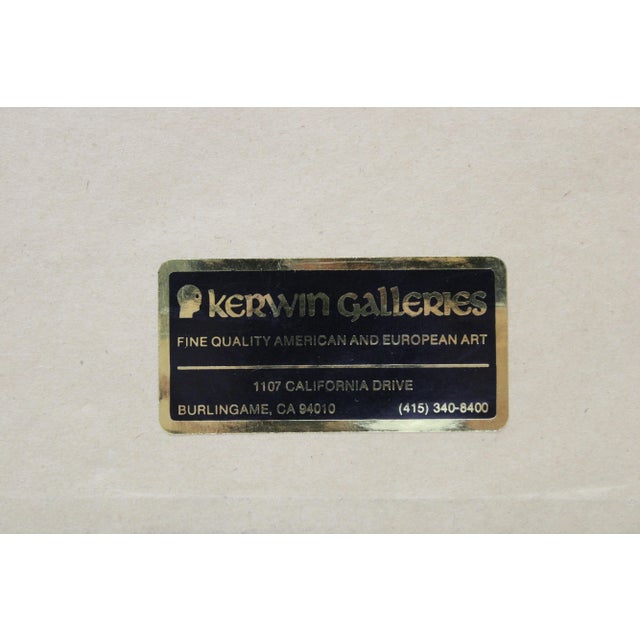 KERWIN GALLERIES
FINE QUALITY AMERICAN AND EUROPEAN ART
1107 CALIFORNIA DRIVE
BURLINGAME, CA 94010 (415) 340-8400